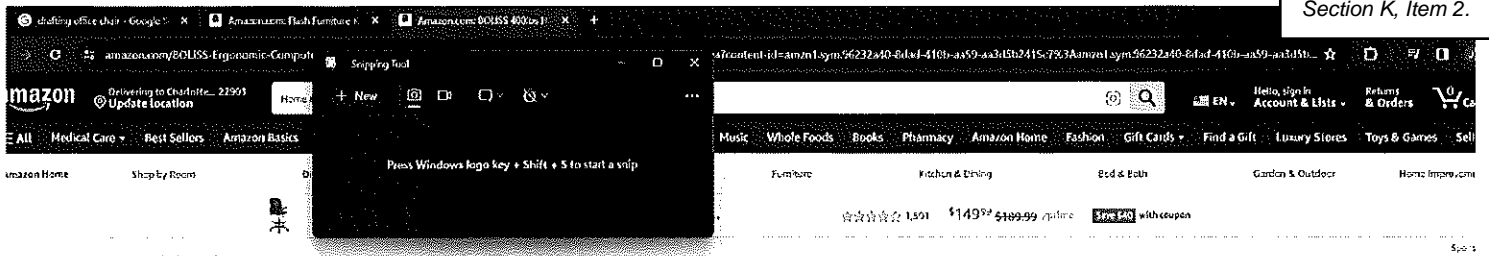 Section K, Item 2.
drafting office chair - Google S
Amazon.com: Flash Furniture K
Amazon.com: BOLISS 400lbs
amazon.com/BOLISS-Ergonomic-Compute
Snipping Tool
amazon
Delivering to Charlotte... 22901
Update location
New
EN
Hello, sign in
Account & Lists
Returns
& Orders
0
All Medical Care Best Sellers Amazon Basics
Press Windows logo key + Shift + S to start a snip
Music Whole Foods Books Pharmacy Amazon Home Fashion Gift Cards Find a Gift Luxury Stores Toys & Games Sell
Amazon Home Shop by Room
Furniture Kitchen & Dining Bed & Bath Garden & Outdoor
1,591 $149.99 $189.99 prime Save $40 with coupon